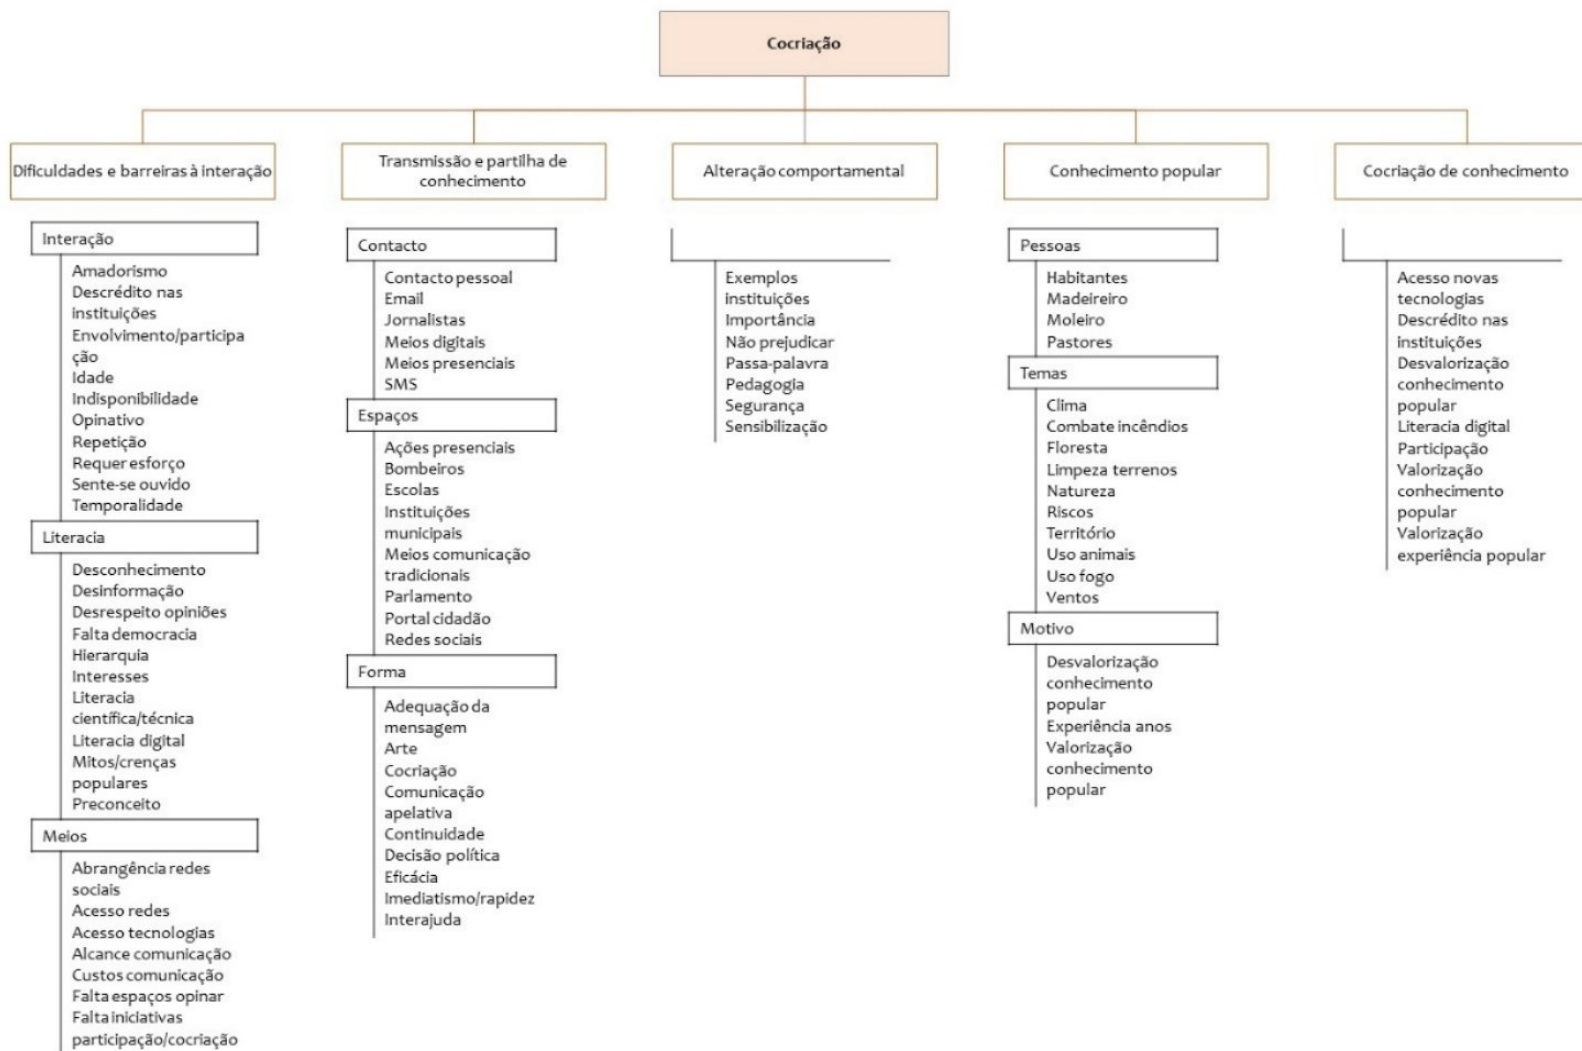 Cocriação
Dificuldades e barreiras à interação
Interação
Amadorismo
Descrédito nas
instituições
Envolvimento/participa
ção
Idade
Indisponibilidade
Opinativo
Repetição
Requer esforço
Sente-se ouvido
Temporalidade
Literacia
Desconhecimento
Desinformação
Desrespeito opiniões
Falta democracia
Hierarquia
Interesses
Literacia
científica/técnica
Literacia digital
Mitos/crenças
populares
Preconceito
Meios
Abrangência redes
sociais
Acesso redes
Acesso tecnologias
Alcance comunicação
Custos comunicação
Falta espaços opinar
Falta iniciativas
participação/cocriação
Transmissão e partilha de
conhecimento
Contacto
Contacto pessoal
Email
Jornalistas
Meios digitais
Meios presenciais
SMS
Espaços
Ações presenciais
Bombeiros
Escolas
Instituições
municipais
Meios comunicação
tradicionais
Parlamento
Portal cidadão
Redes sociais
Forma
Adequação da
mensagem
Arte
Cocriação
Comunicação
apelativa
Continuidade
Decisão política
Eficácia
Imediatismo/rapidez
Interajuda
Alteração comportamental
Exemplos
instituições
Importância
Não prejudicar
Passa-palavra
Pedagogia
Segurança
Sensibilização
Conhecimento popular
Pessoas
Habitantes
Madeireiro
Moleiro
Pastores
Temas
Clima
Combate incêndios
Floresta
Limpeza terrenos
Natureza
Riscos
Território
Uso animais
Uso fogo
Ventos
Motivo
Desvalorização
conhecimento
popular
Experiência anos
Valorização
conhecimento
popular
Cocriação de conhecimento
Acesso novas
tecnologias
Descrédito nas
instituições
Desvalorização
conhecimento
popular
Literacia digital
Participação
Valorização
conhecimento
popular
Valorização
experiência popular